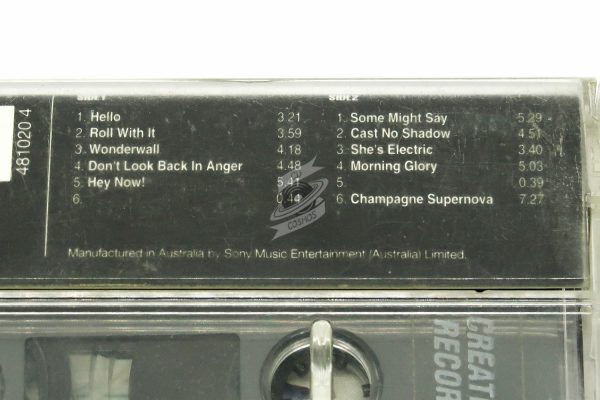 481020 4
SIDE 1
1. Hello 3.21
2. Roll With It 3.59
3. Wonderwall 4.18
4. Don't Look Back In Anger 4.48
5. Hey Now! 5.41
6. 0.44
SIDE 2
1. Some Might Say 5.29
2. Cast No Shadow 4.51
3. She's Electric 3.40
4. Morning Glory 5.03
5. 0.39
6. Champagne Supernova 7.27
COSMOS
Manufactured in Australia by Sony Music Entertainment (Australia) Limited.
CREAT
RECOR